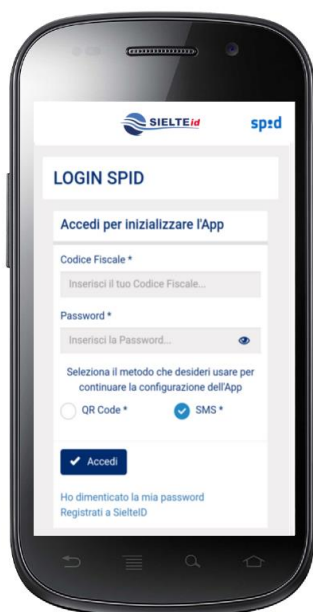 SIELTE id
spid
LOGIN SPID
Accedi per inizializzare l'App
Codice Fiscale *
Inserisci il tuo Codice Fiscale...
Password *
Inserisci la Password...
Seleziona il metodo che desideri usare per
continuare la configurazione dell'App
QR Code *
SMS *
Accedi
Ho dimenticato la mia password
Registrati a SielteID